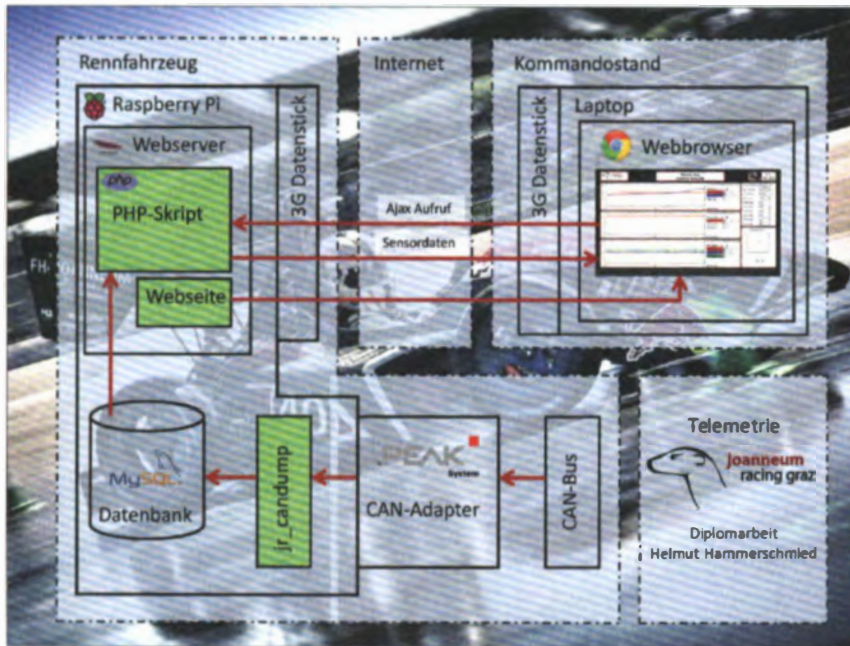 Rennfahrzeug
Raspberry Pi
Webserver
php
PHP-Skript
Webseite
3G Datenstick
MySQL
Datenbank
jr_candump
PEAK
System
CAN-Adapter
CAN-Bus
Internet
Ajax Aufruf
Sensordaten
Kommandostand
3G Datenstick
Laptop
Webbrowser
FH-
Telemetrie
Joanneum
racing graz
Diplomarbeit
Helmut Hammerschmied